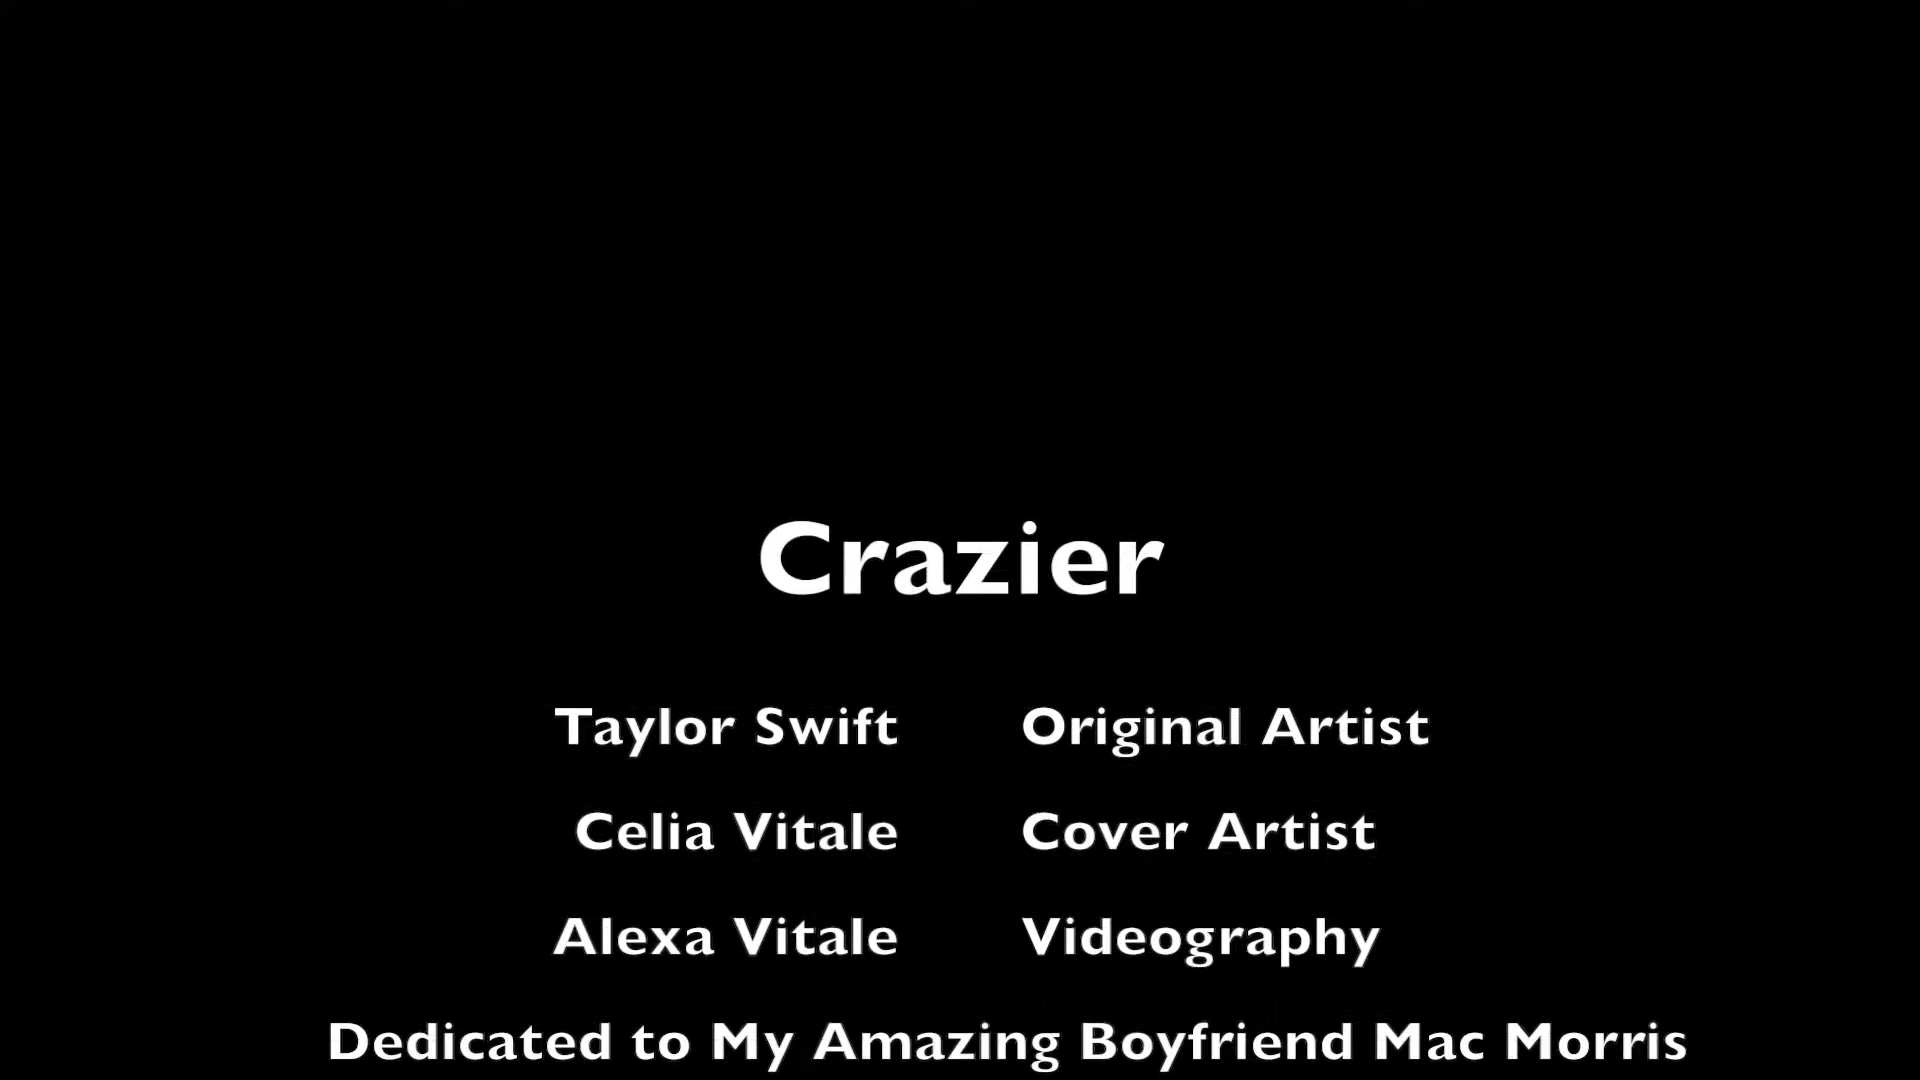 Crazier
Taylor Swift Original Artist
Celia Vitale Cover Artist
Alexa Vitale Videography
Dedicated to My Amazing Boyfriend Mac Morris